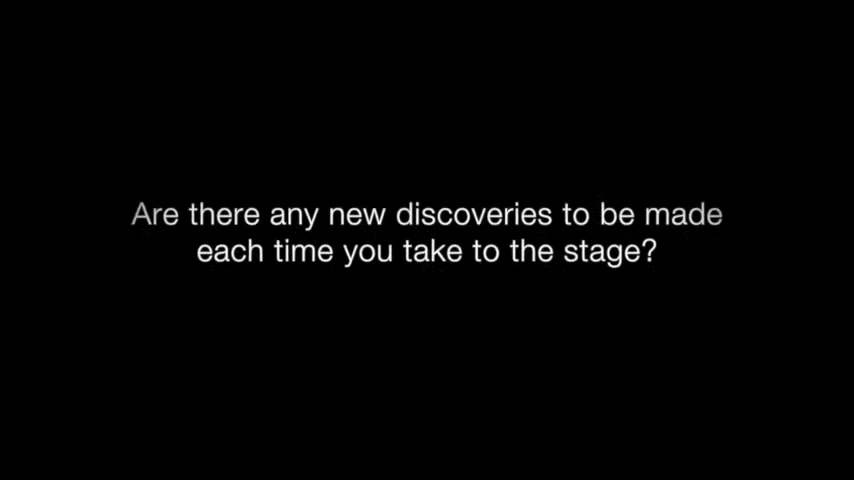 Are there any new discoveries to be made
each time you take to the stage?